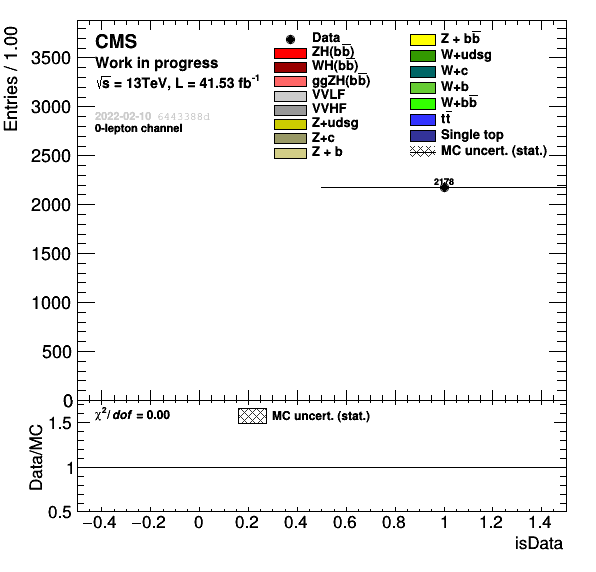 CMS
Work in progress
√s = 13TeV, L = 41.53 fb⁻¹
2022-02-10 6443388d
0-lepton channel
Data
ZH(bb̅)
WH(bb̅)
ggZH(bb̅)
VVLF
VVHF
Z+udsg
Z+c
Z + b
Z + bb̅
W+udsg
W+c
W+b
W+bb̅
tt̅
Single top
MC uncert. (stat.)
Entries / 1.00
3500
3000
2500
2000
1500
1000
500
0
2178
χ²/dof = 0.00
MC uncert. (stat.)
Data/MC
1.5
1
0.5
−0.4 −0.2 0 0.2 0.4 0.6 0.8 1 1.2 1.4
isData